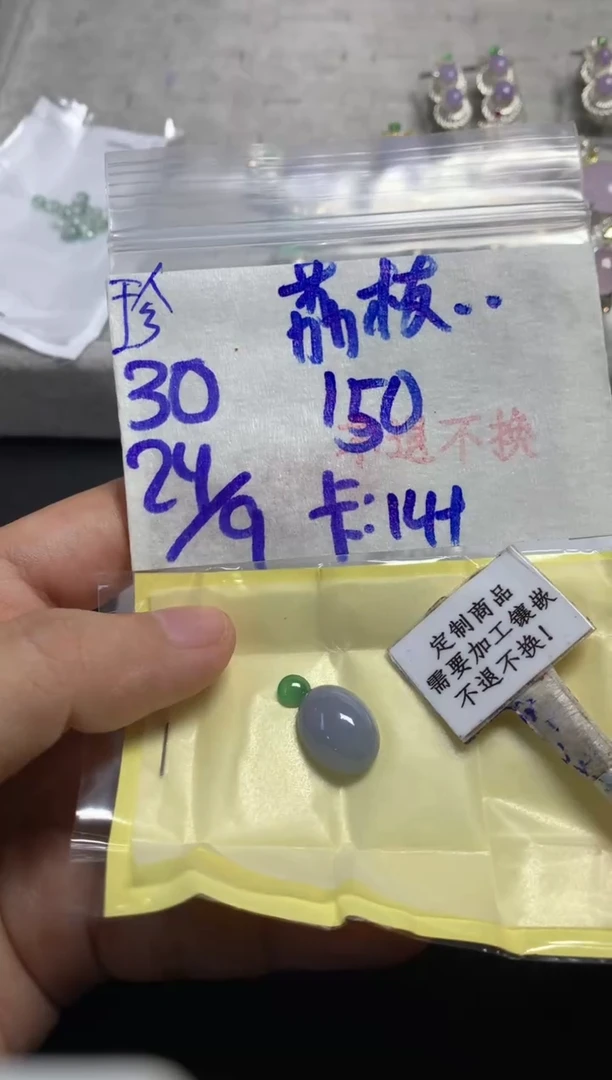 珍 荔枝..
30 150
不退不换
24/9 卡:141
定制商品
需要加工镶嵌
不退不换!